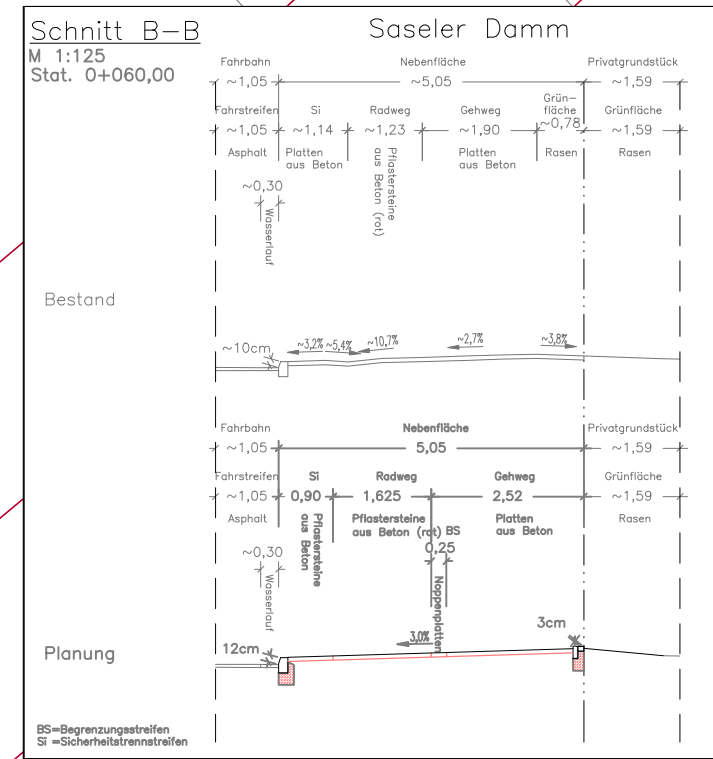 Schnitt B–B
Saseler Damm
M 1:125
Stat. 0+060,00
Fahrbahn
Nebenfläche
Privatgrundstück
~1,05
~5,05
~1,59
Fahrstreifen
Si
Radweg
Gehweg
Grün-
fläche
Grünfläche
~1,05
~1,14
~1,23
~1,90
~0,78
~1,59
Asphalt
Platten
aus Beton
Pflastersteine
aus Beton (rot)
Platten
aus Beton
Rasen
Rasen
~0,30
Wasserlauf
Bestand
~10cm
~3,2%
~5,4%
~10,7%
~2,7%
~3,8%
Fahrbahn
Nebenfläche
Privatgrundstück
~1,05
5,05
~1,59
Fahrstreifen
Si
Radweg
Gehweg
Grünfläche
~1,05
0,90
1,625
2,52
~1,59
Asphalt
Pflastersteine
aus Beton
Pflastersteine
aus Beton (rot)
BS
0,25
Platten
aus Beton
Rasen
~0,30
Wasserlauf
Noppenplatten
Planung
12cm
3,0%
3cm
BS=Begrenzungsstreifen
Si =Sicherheitstrennstreifen